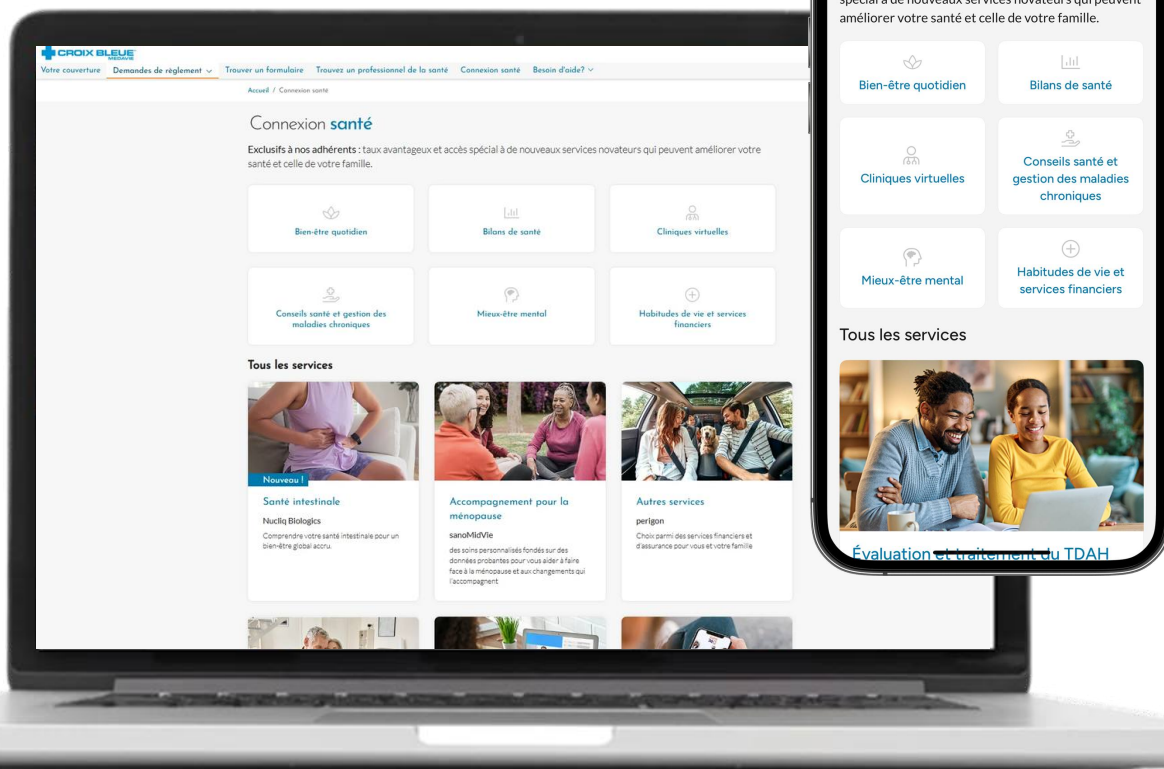 CROIX BLEUE
MEDAVIE
Votre couverture Demandes de règlement Trouver un formulaire Trouvez un professionnel de la santé Connexion santé Besoin d'aide?
Accueil / Connexion santé
Connexion santé
Exclusifs à nos adhérents : taux avantageux et accès spécial à de nouveaux services novateurs qui peuvent améliorer votre
santé et celle de votre famille.
Bien-être quotidien
Bilans de santé
Cliniques virtuelles
Conseils santé et gestion des
maladies chroniques
Mieux-être mental
Habitudes de vie et services
financiers
Tous les services
Nouveau !
Santé intestinale
Nucliq Biologics
Comprendre votre santé intestinale pour un
bien-être global accru.
Accompagnement pour la
ménopause
sanoMidVie
des soins personnalisés fondés sur des
données probantes pour vous aider à faire
face à la ménopause et aux changements qui
l'accompagnent
Autres services
perigon
Choix parmi des services financiers et
d'assurance pour vous et votre famille
spécial à de nouveaux services novateurs qui peuvent
améliorer votre santé et celle de votre famille.
Bien-être quotidien
Bilans de santé
Cliniques virtuelles
Conseils santé et
gestion des maladies
chroniques
Mieux-être mental
Habitudes de vie et
services financiers
Tous les services
Évaluation et traitement du TDAH